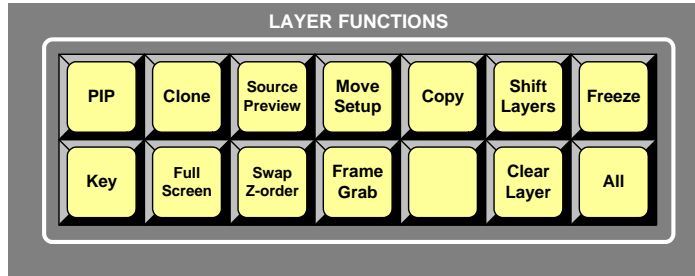 LAYER FUNCTIONS
PIP
Clone
Source
Preview
Move
Setup
Copy
Shift
Layers
Freeze
Key
Full
Screen
Swap
Z-order
Frame
Grab
Clear
Layer
All